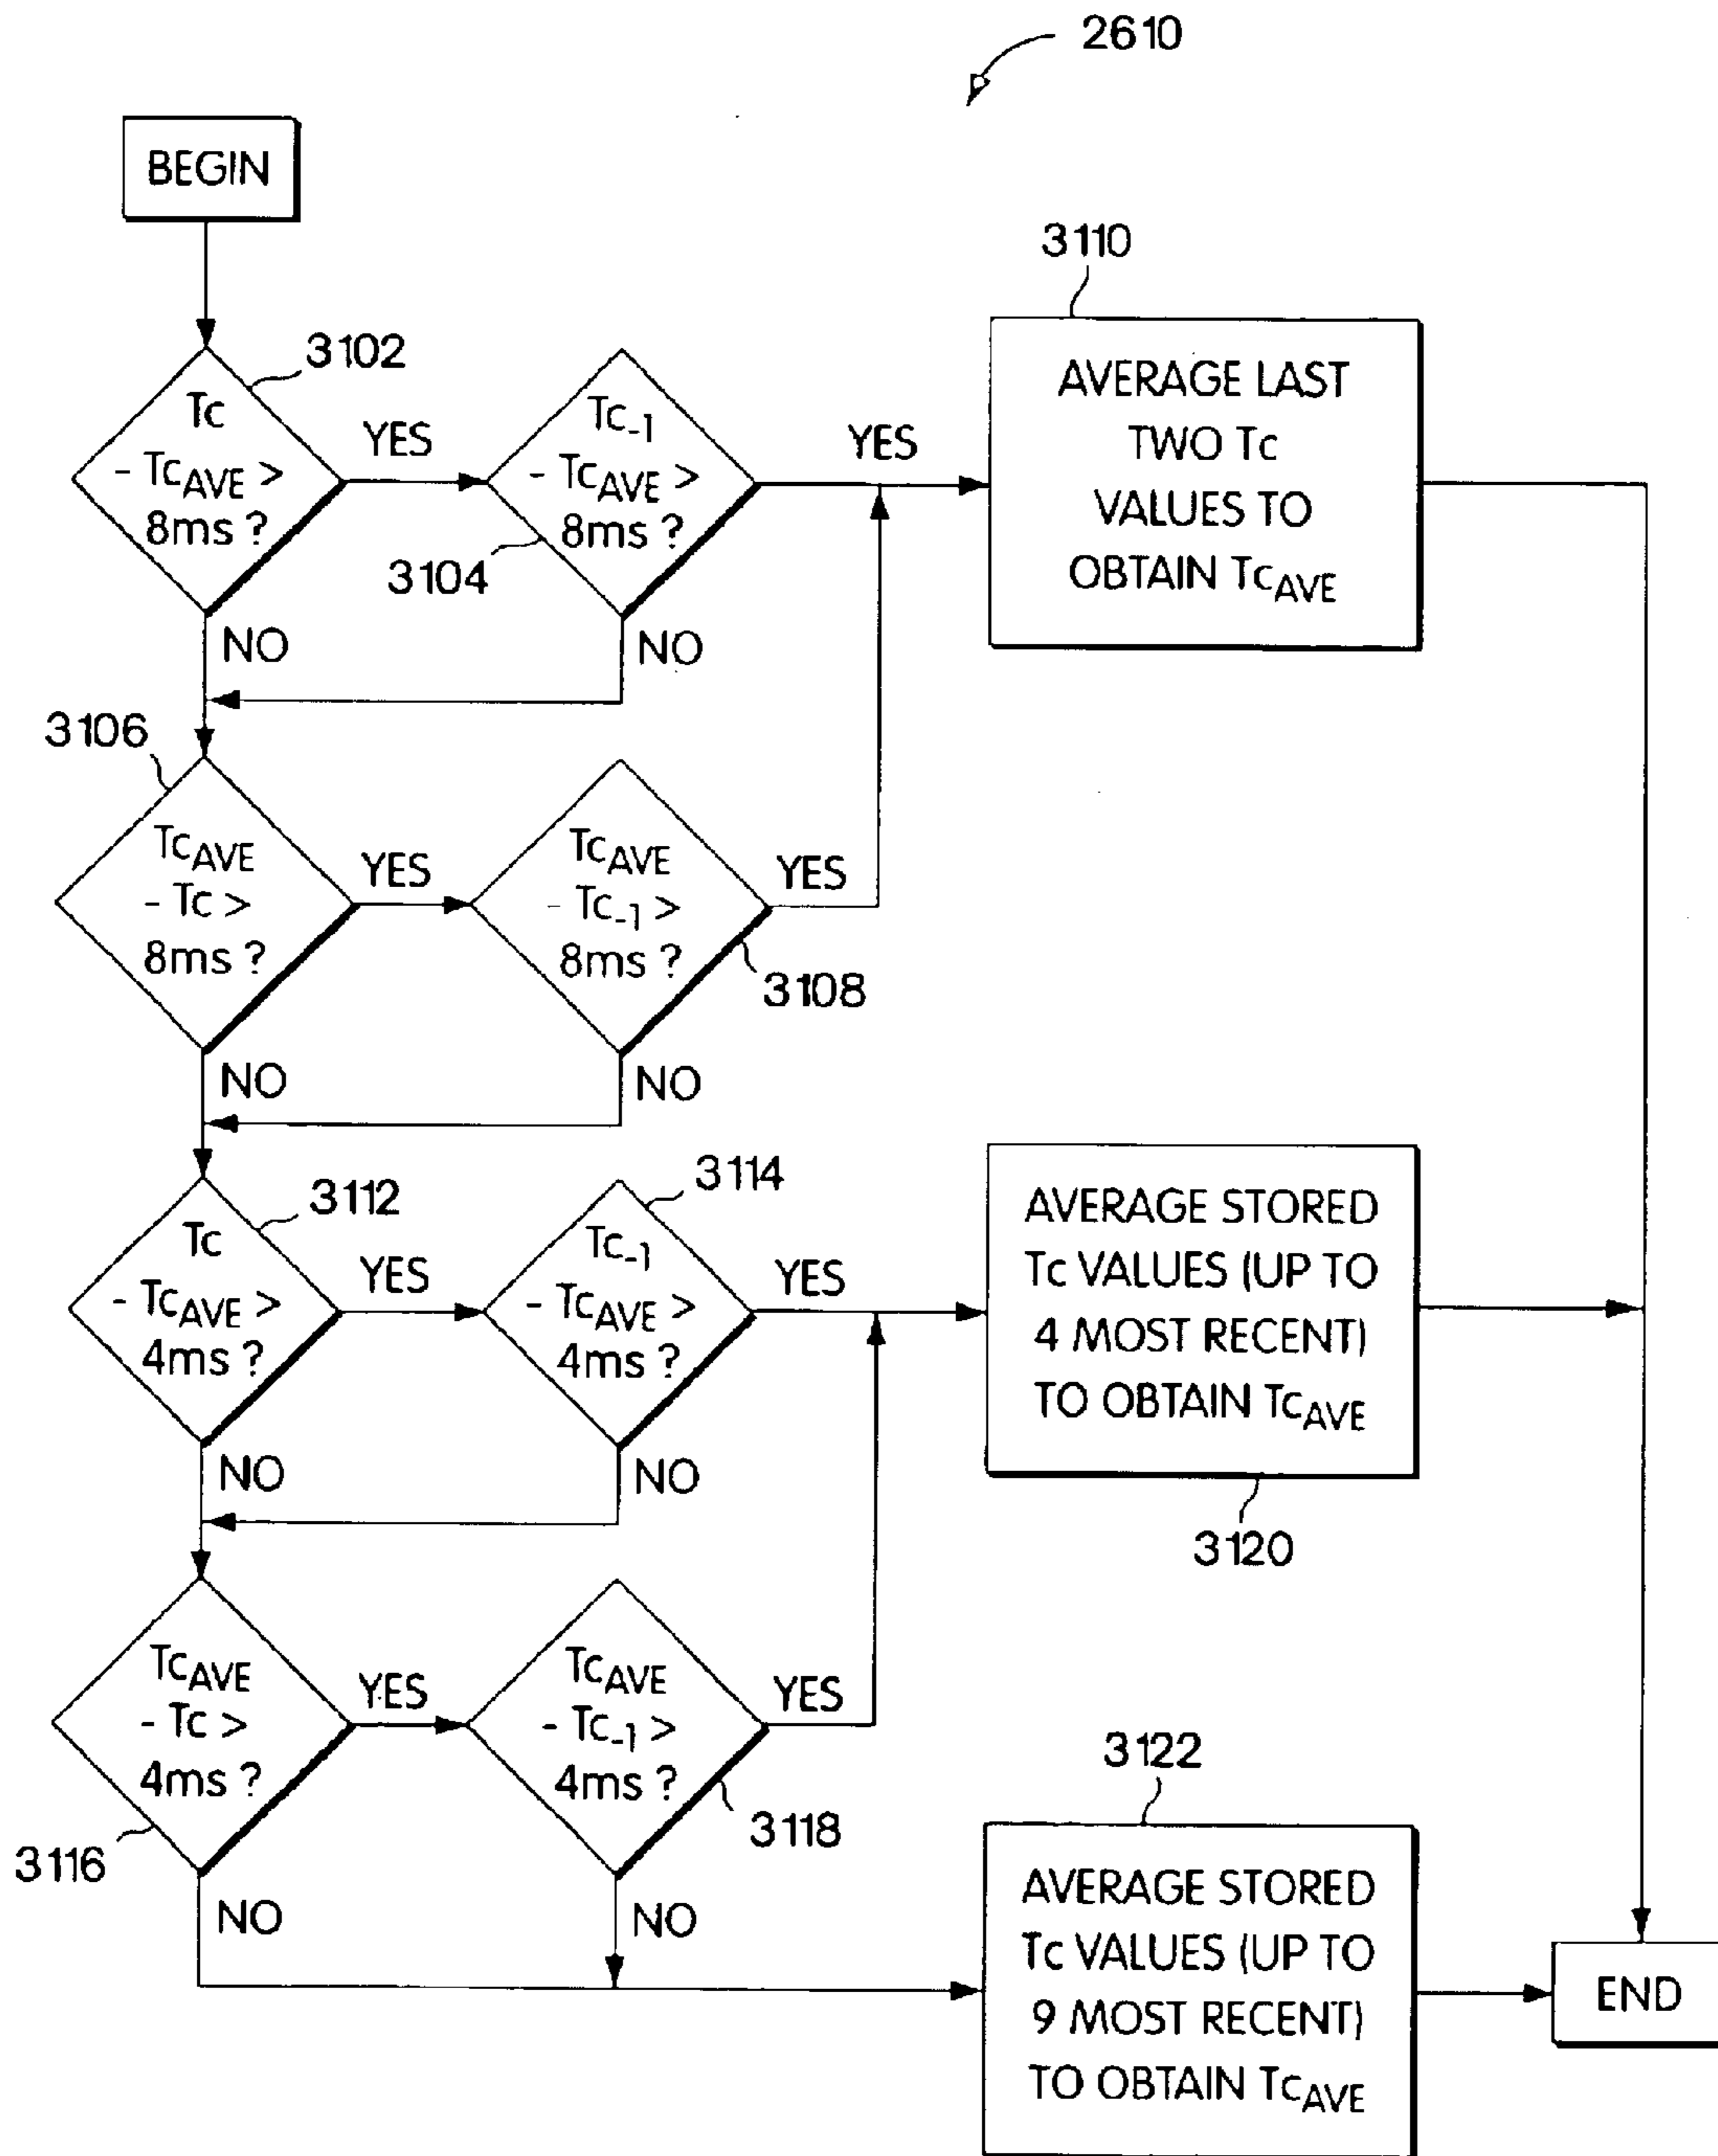 2610
BEGIN
3102
Tc
- TcAVE >
8ms ?
YES
NO
Tc-1
- TcAVE >
8ms ?
3104
YES
NO
3110
AVERAGE LAST
TWO Tc
VALUES TO
OBTAIN TcAVE
3106
TcAVE
- Tc >
8ms ?
YES
NO
TcAVE
- Tc-1 >
8ms ?
YES
3108
NO
3112
Tc
- TcAVE >
4ms ?
YES
NO
3114
Tc-1
- TcAVE >
4ms ?
YES
NO
AVERAGE STORED
Tc VALUES (UP TO
4 MOST RECENT)
TO OBTAIN TcAVE
3120
TcAVE
- Tc >
4ms ?
3116
YES
NO
TcAVE
- Tc-1 >
4ms ?
YES
3118
NO
3122
AVERAGE STORED
Tc VALUES (UP TO
9 MOST RECENT)
TO OBTAIN TcAVE
END